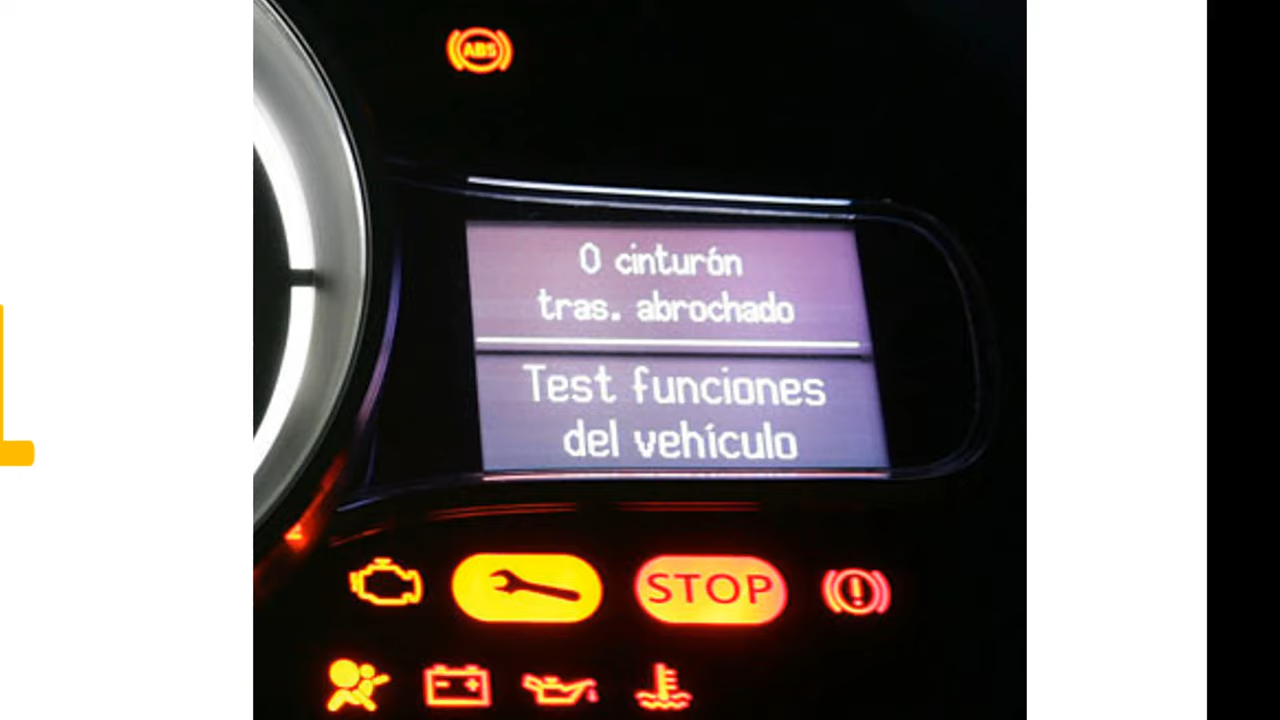 ABS
0 cinturón
tras. abrochado
Test funciones
del vehículo
STOP